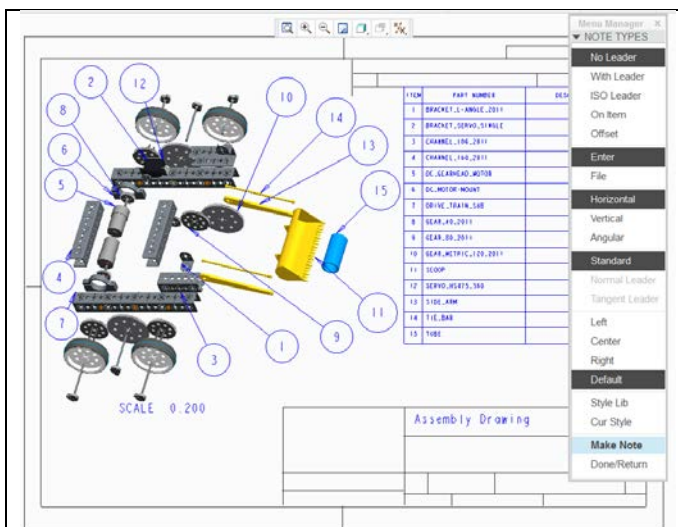 Menu Manager
NOTE TYPES
No Leader
With Leader
ISO Leader
On Item
Offset
Enter
File
Horizontal
Vertical
Angular
Standard
Normal Leader
Tangent Leader
Left
Center
Right
Default
Style Lib
Cur Style
Make Note
Done/Return
2
12
8
6
5
4
7
10
14
13
15
11
9
1
3
SCALE 0.200
ITEM PART NUMBER
1 BRACKET_L-ANGLE_2011
2 BRACKET_SERVO_SINGLE
3
4 CHANNEL_160_2011
5 DC_GEARHEAD_MOTOR
6 DC_MOTOR-MOUNT
7 DRIVE_TRAIN_SUB
8 GEAR_40_2011
9 GEAR_80_2011
10 GEAR_METRIC_120_2011
11 SCOOP
12
13 SIDE_ARM
14 TIE_BAR
15 TUBE
Assembly Drawing